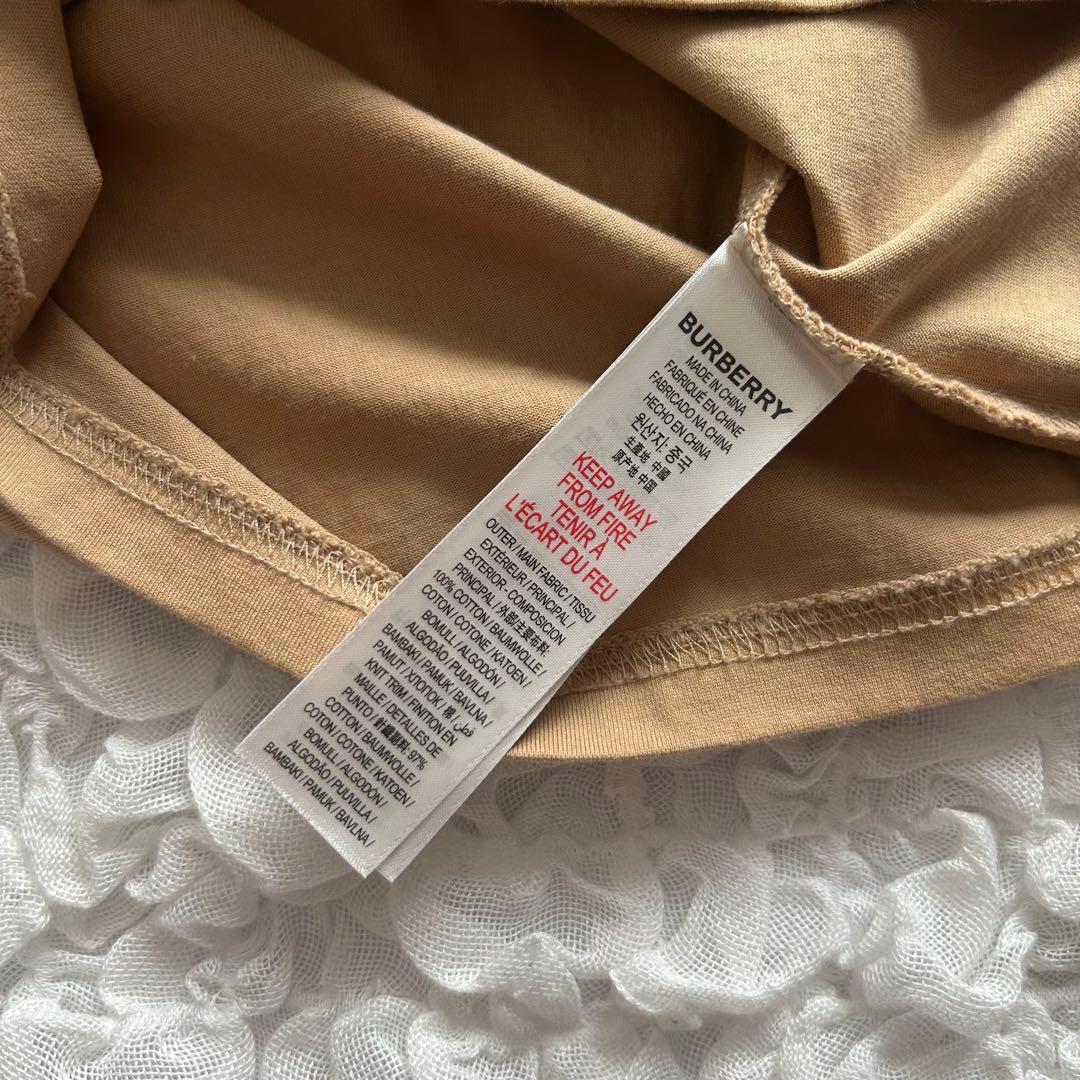 BURBERRY
MADE IN CHINA
FABRIQUÉ EN CHINE
FABRICADO NA CHINA
HECHO EN CHINA
원산지: 중국
生產地 中國
原产地 中国
KEEP AWAY
FROM FIRE
TENIR À
L'ÉCART DU FEU
OUTER / MAIN FABRIC / TISSU
EXTÉRIEUR / PRINCIPAL /
EXTERIOR - COMPOSICION
PRINCIPAL / 外部/主要布料:
100% COTTON / BAUMWOLLE /
COTON / COTONE / KATOEN /
BOMULL / ALGODÓN /
ALGODÃO / PUUVILLA /
BAMBAKI / PAMUK / BAVLNA /
PAMUT / ХЛОПОК / 棉 / قطن /
KNIT TRIM / FINITION EN
MAILLE / DETALLES DE
PUNTO / 針織副料: 97%
COTTON / BAUMWOLLE /
COTON / COTONE / KATOEN /
BOMULL / ALGODÓN /
ALGODÃO / PUUVILLA /
BAMBAKI / PAMUK / BAVLNA /